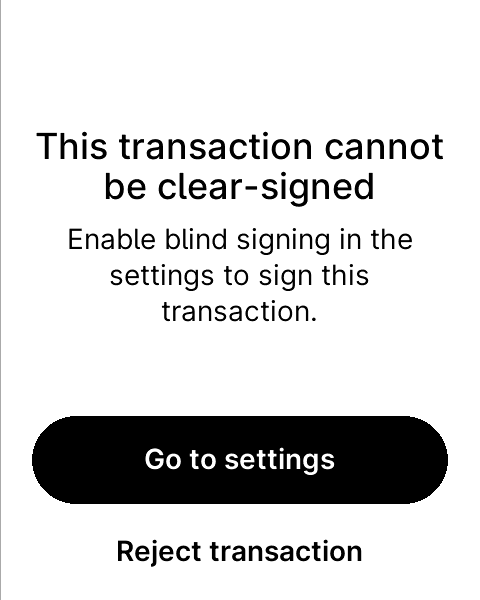 This transaction cannot
be clear-signed
Enable blind signing in the
settings to sign this
transaction.
Go to settings
Reject transaction